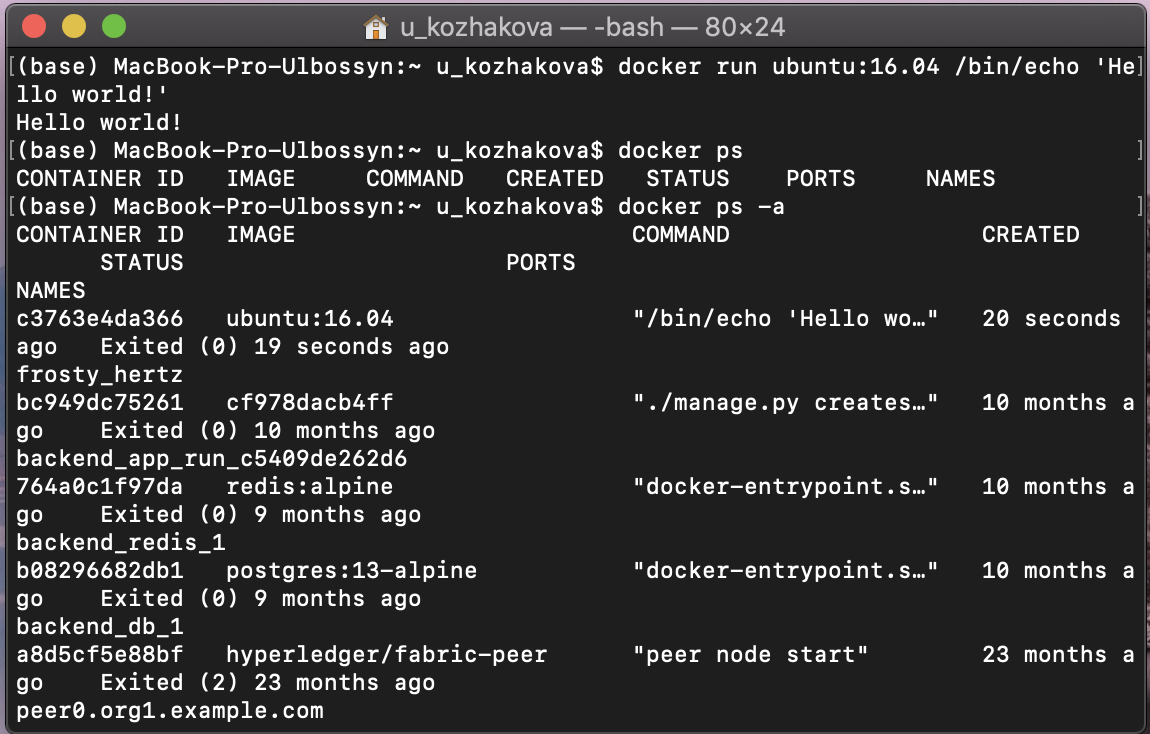 u_kozhakova — -bash — 80×24
[(base) MacBook-Pro-Ulbossyn:~ u_kozhakova$ docker run ubuntu:16.04 /bin/echo 'He]
llo world!'
Hello world!
[(base) MacBook-Pro-Ulbossyn:~ u_kozhakova$ docker ps ]
CONTAINER ID   IMAGE     COMMAND   CREATED   STATUS    PORTS     NAMES
[(base) MacBook-Pro-Ulbossyn:~ u_kozhakova$ docker ps -a ]
CONTAINER ID   IMAGE                        COMMAND                  CREATED
      STATUS                       PORTS
NAMES
c3763e4da366   ubuntu:16.04                 "/bin/echo 'Hello wo…"   20 seconds
ago   Exited (0) 19 seconds ago
frosty_hertz
bc949dc75261   cf978dacb4ff                 "./manage.py creates…"   10 months a
go    Exited (0) 10 months ago
backend_app_run_c5409de262d6
764a0c1f97da   redis:alpine                 "docker-entrypoint.s…"   10 months a
go    Exited (0) 9 months ago
backend_redis_1
b08296682db1   postgres:13-alpine           "docker-entrypoint.s…"   10 months a
go    Exited (0) 9 months ago
backend_db_1
a8d5cf5e88bf   hyperledger/fabric-peer      "peer node start"        23 months a
go    Exited (2) 23 months ago
peer0.org1.example.com